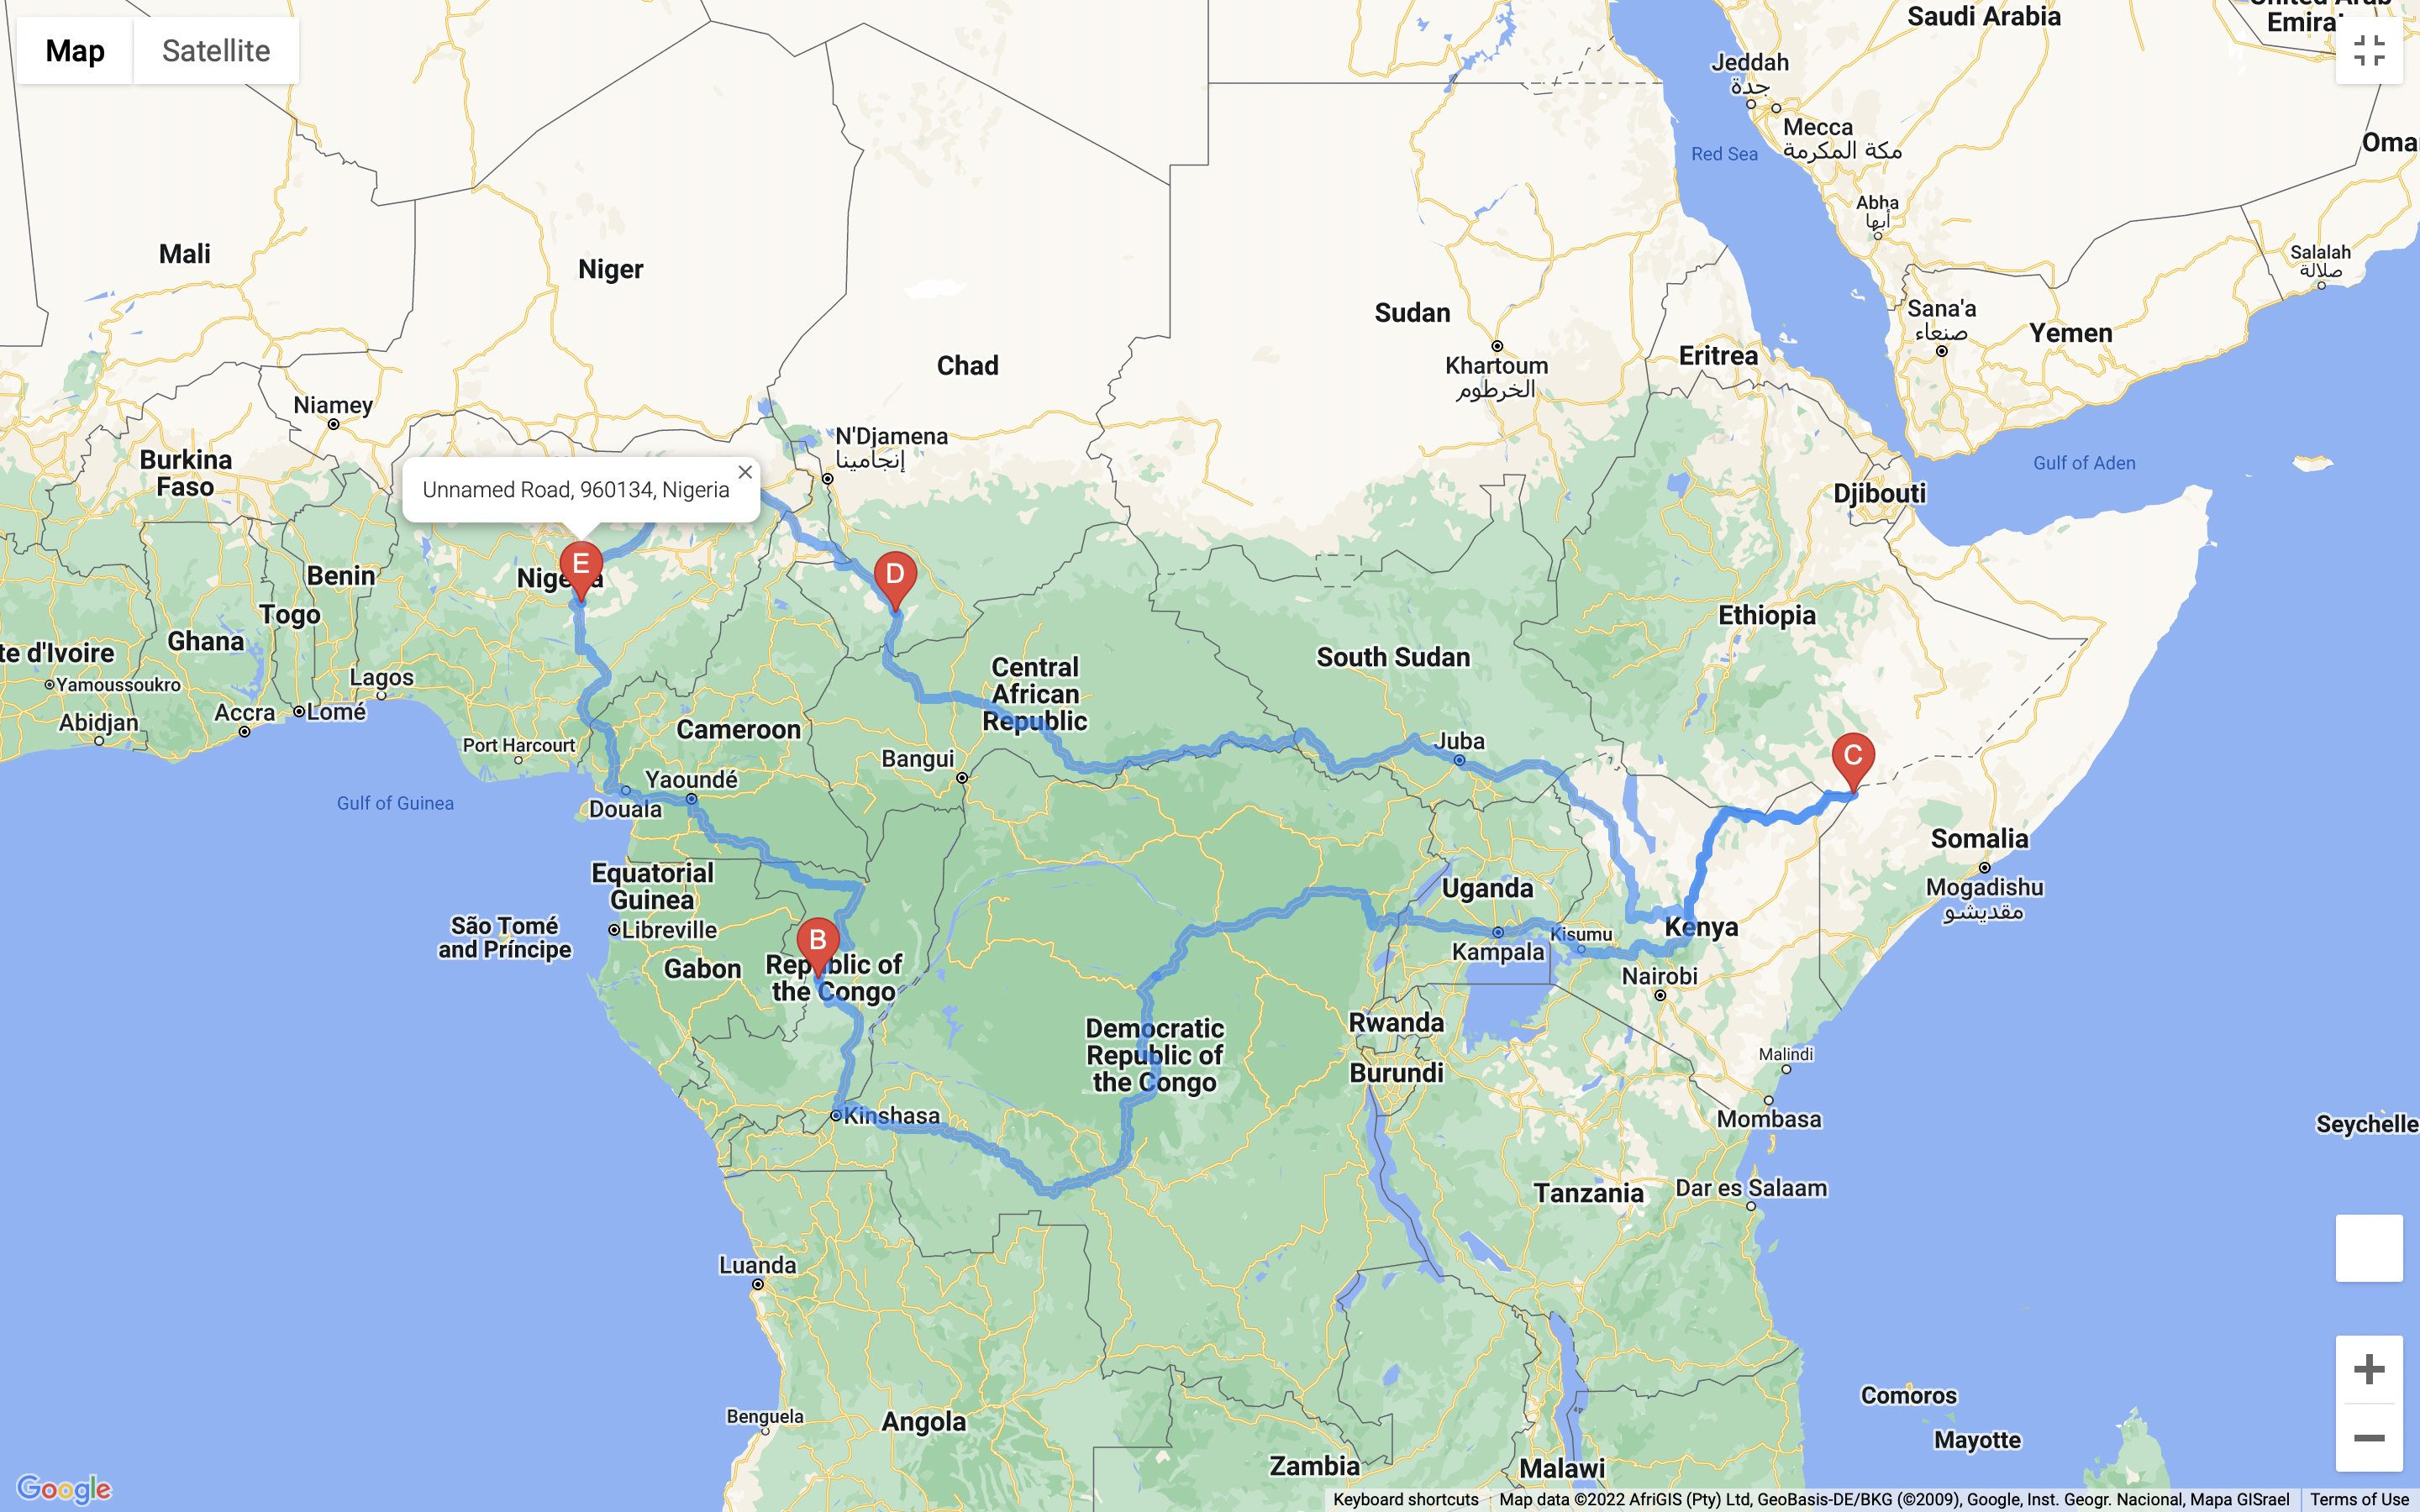 Map
Satellite
Saudi Arabia
Jeddah
جدة
Mecca
مكة المكرمة
Red Sea
Abha
أبها
Salalah
صلالة
Sana'a
صنعاء
Yemen
Mali
Niger
Chad
Sudan
Khartoum
الخرطوم
Eritrea
Niamey
N'Djamena
إنجامينا
Burkina
Faso
Gulf of Aden
Djibouti
Unnamed Road, 960134, Nigeria
E
D
Benin
Togo
Ghana
Ethiopia
te d'Ivoire
Yamoussoukro
Lagos
Central
African
Republic
South Sudan
Abidjan
Accra
Lomé
Cameroon
Port Harcourt
Bangui
Juba
C
Yaoundé
Gulf of Guinea
Douala
Somalia
Mogadishu
مقديشو
Equatorial
Guinea
Uganda
São Tomé
and Príncipe
Libreville
B
Kenya
Kisumu
Kampala
Gabon
Republic of
the Congo
Nairobi
Democratic
Republic of
the Congo
Rwanda
Burundi
Malindi
Kinshasa
Mombasa
Seychelle
Tanzania
Dar es Salaam
Luanda
Benguela
Angola
Comoros
Mayotte
Zambia
Malawi
Google
Keyboard shortcuts
Map data ©2022 AfriGIS (Pty) Ltd, GeoBasis-DE/BKG (©2009), Google, Inst. Geogr. Nacional, Mapa GISrael
Terms of Use